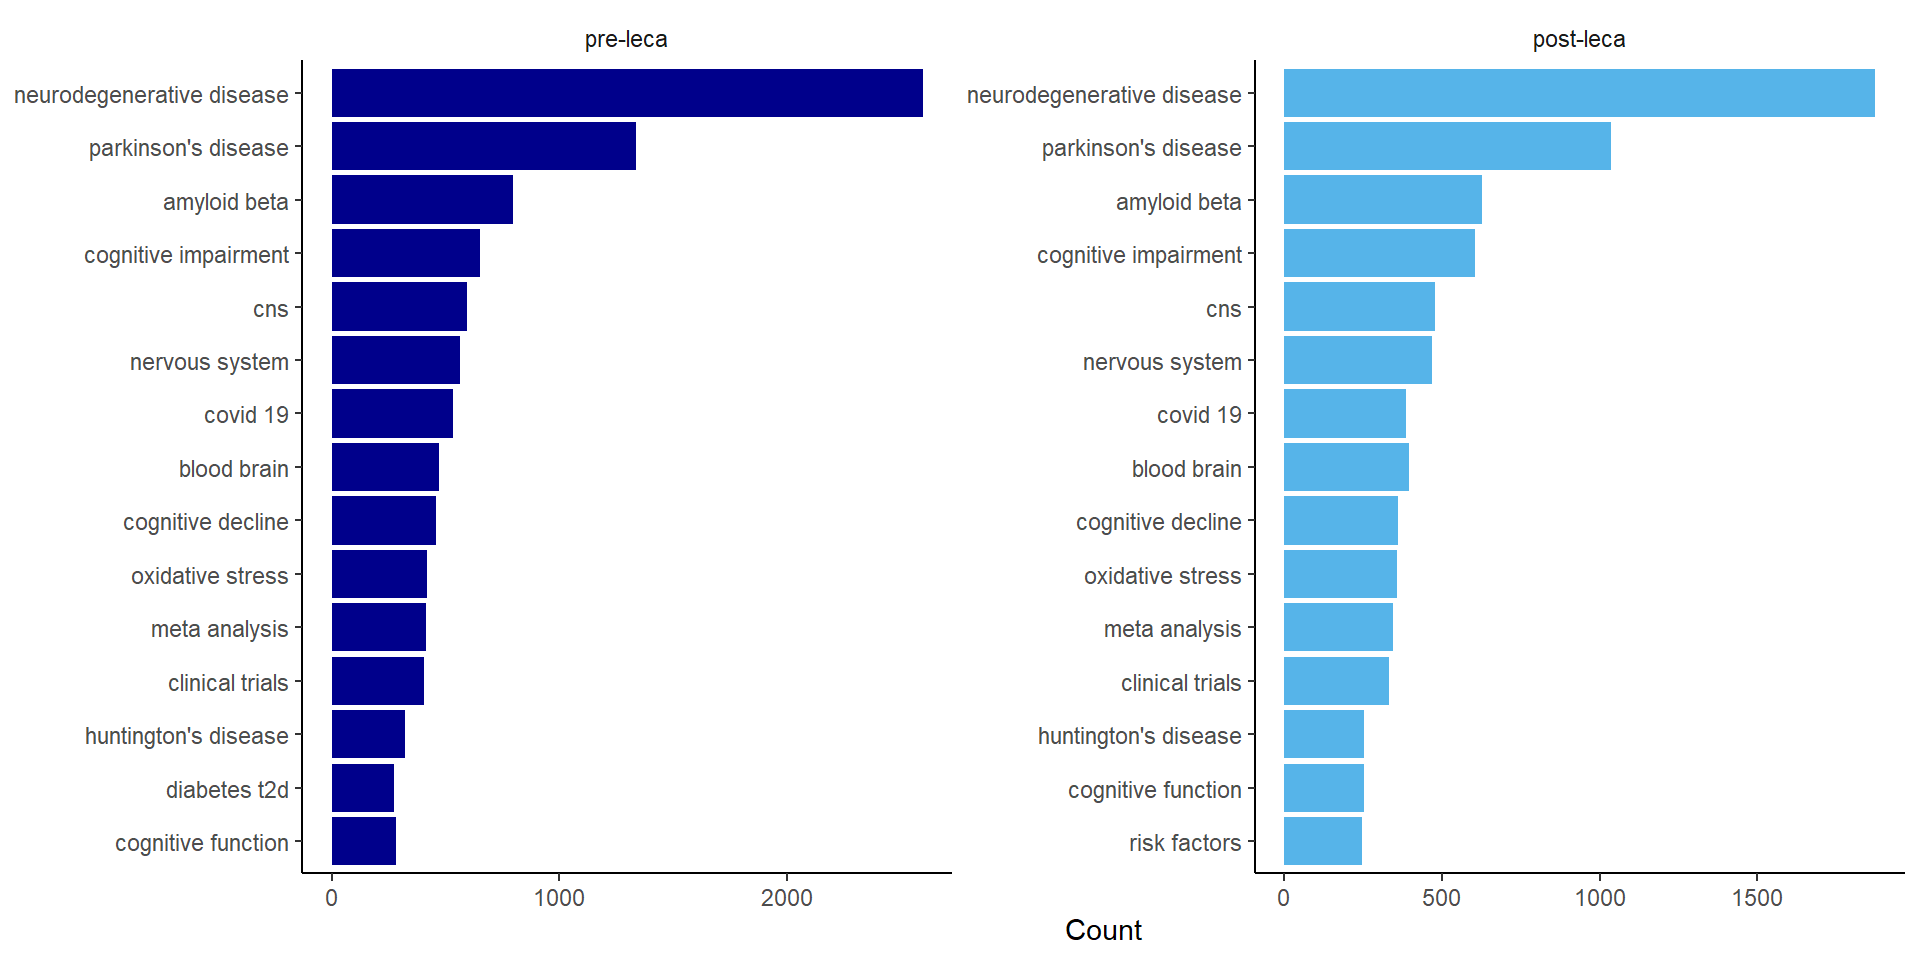 pre-leca
neurodegenerative disease
parkinson's disease
amyloid beta
cognitive impairment
cns
nervous system
covid 19
blood brain
cognitive decline
oxidative stress
meta analysis
clinical trials
huntington's disease
diabetes t2d
cognitive function
0 1000 2000
post-leca
neurodegenerative disease
parkinson's disease
amyloid beta
cognitive impairment
cns
nervous system
covid 19
blood brain
cognitive decline
oxidative stress
meta analysis
clinical trials
huntington's disease
cognitive function
risk factors
0 500 1000 1500
Count